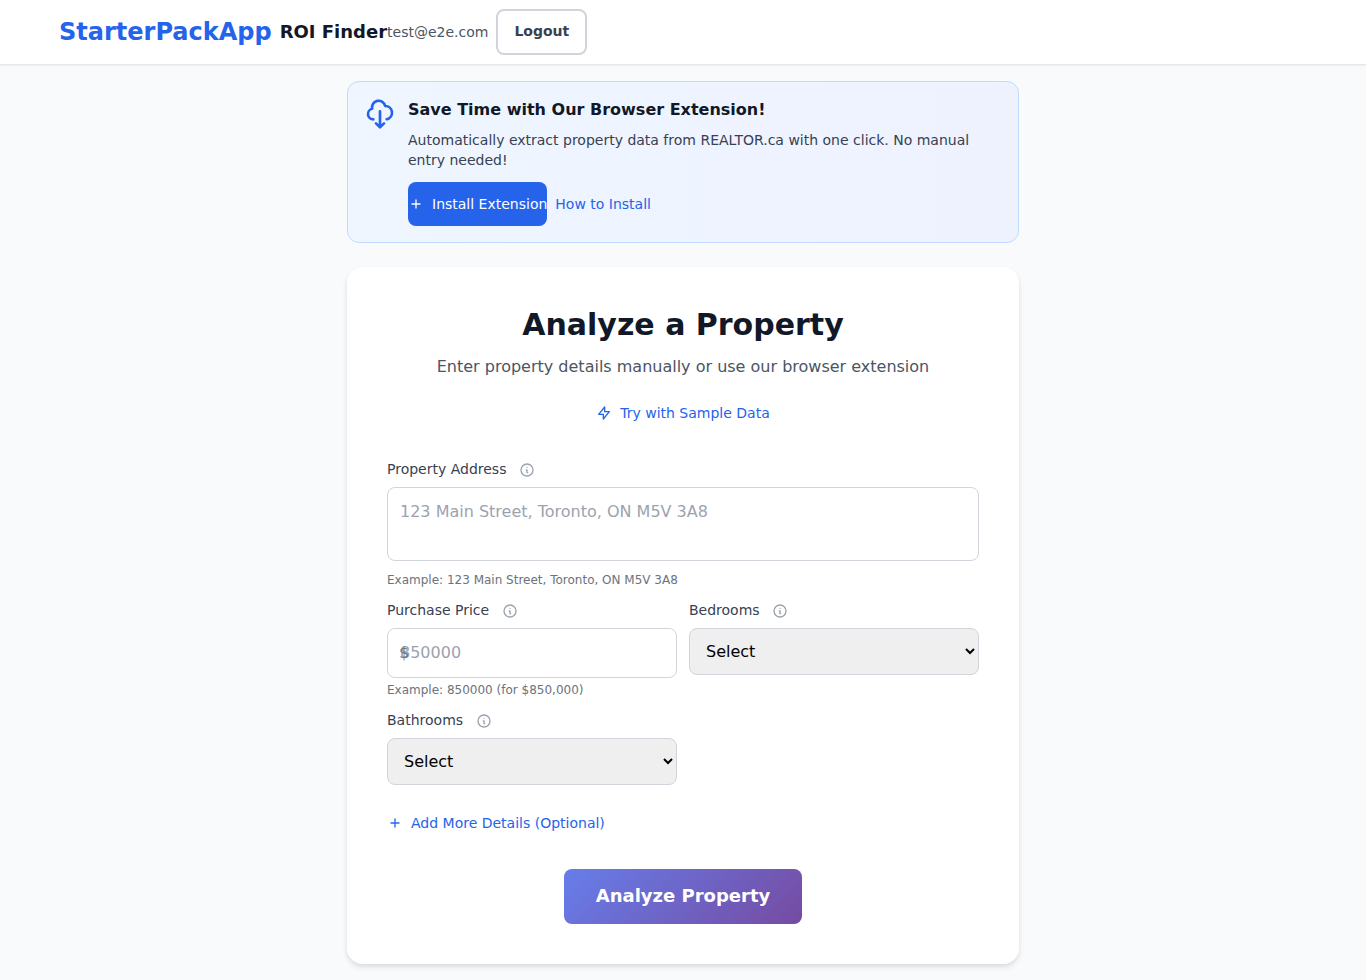 StarterPackApp ROI Finder test@e2e.com Logout
Save Time with Our Browser Extension!
Automatically extract property data from REALTOR.ca with one click. No manual
entry needed!
Install Extension How to Install
Analyze a Property
Enter property details manually or use our browser extension
Try with Sample Data
Property Address
123 Main Street, Toronto, ON M5V 3A8
Example: 123 Main Street, Toronto, ON M5V 3A8
Purchase Price Bedrooms
$850000 Select
Example: 850000 (for $850,000)
Bathrooms
Select
Add More Details (Optional)
Analyze Property